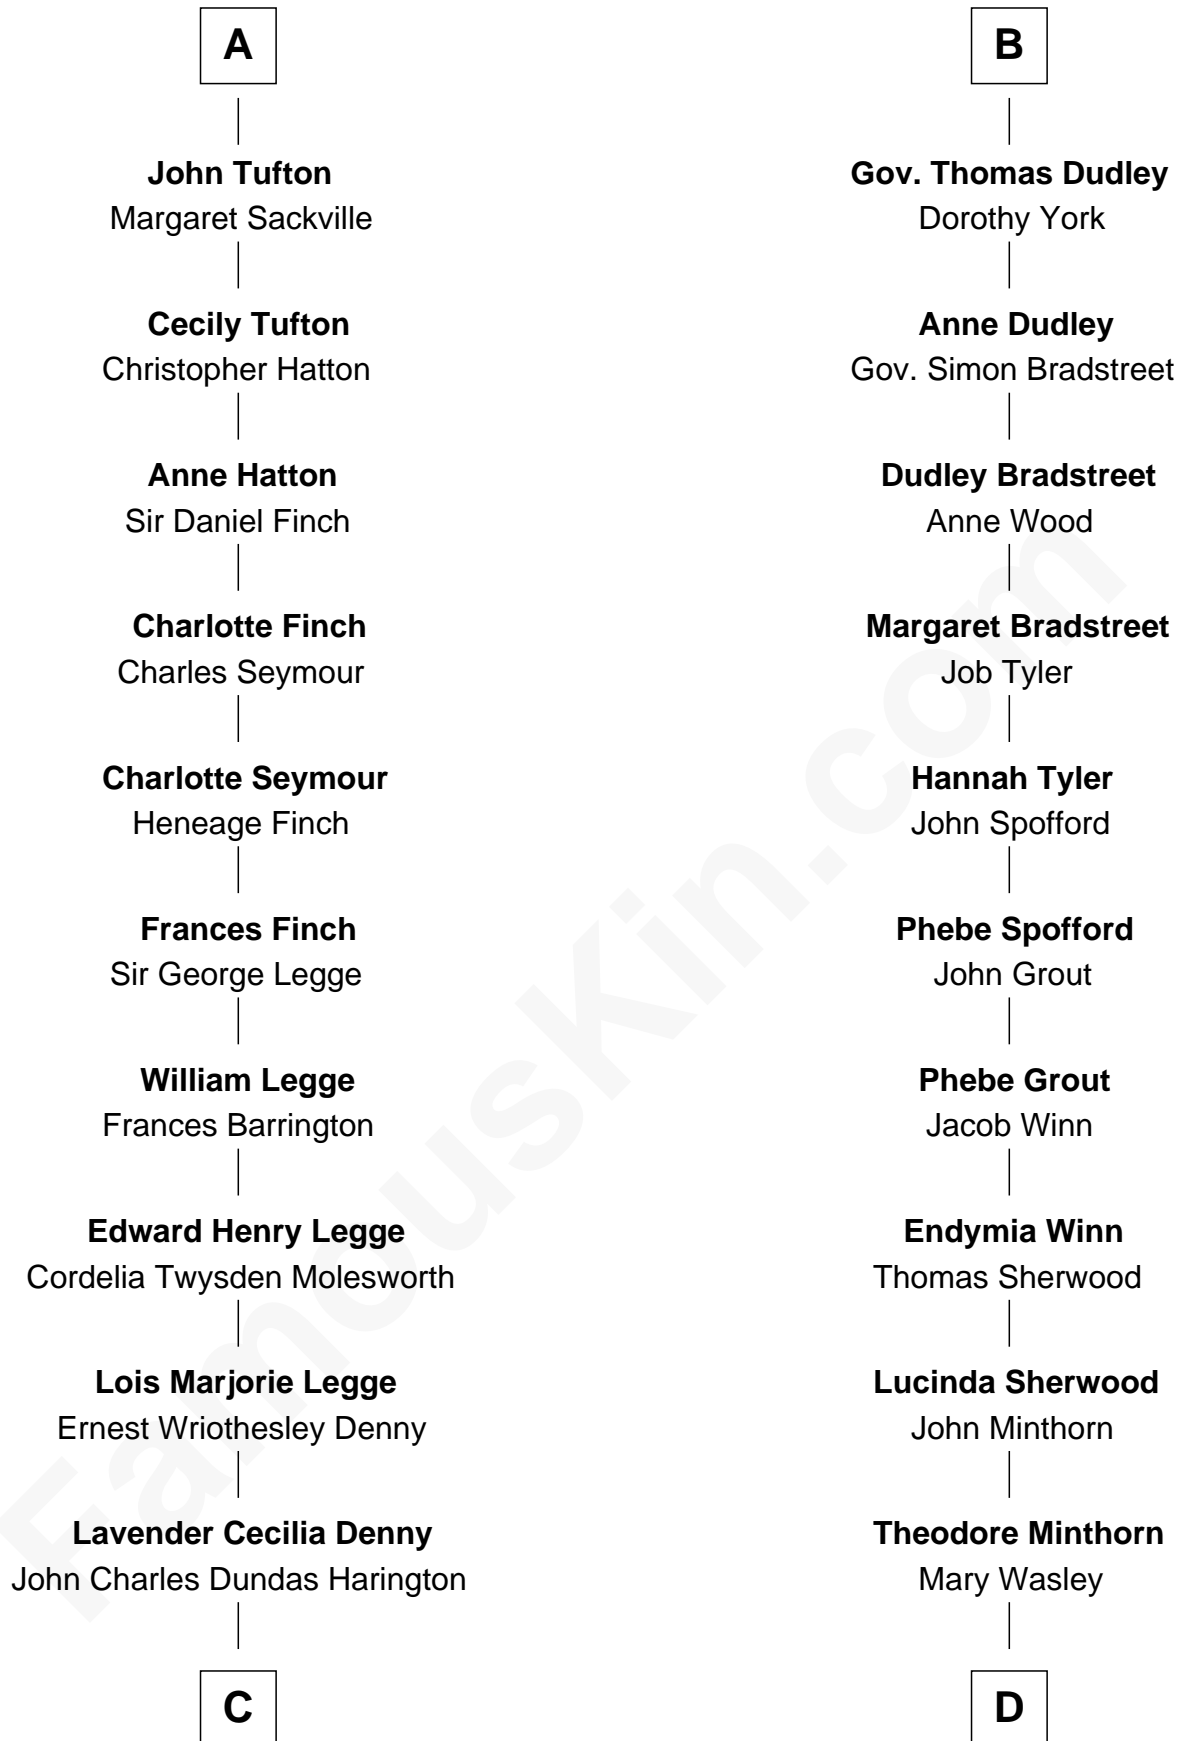 A
John Tufton
Margaret Sackville
Cecily Tufton
Christopher Hatton
Anne Hatton
Sir Daniel Finch
Charlotte Finch
Charles Seymour
Charlotte Seymour
Heneage Finch
Frances Finch
Sir George Legge
William Legge
Frances Barrington
Edward Henry Legge
Cordelia Twysden Molesworth
Lois Marjorie Legge
Ernest Wriothesley Denny
Lavender Cecilia Denny
John Charles Dundas Harington
C
B
Gov. Thomas Dudley
Dorothy York
Anne Dudley
Gov. Simon Bradstreet
Dudley Bradstreet
Anne Wood
Margaret Bradstreet
Job Tyler
Hannah Tyler
John Spofford
Phebe Spofford
John Grout
Phebe Grout
Jacob Winn
Endymia Winn
Thomas Sherwood
Lucinda Sherwood
John Minthorn
Theodore Minthorn
Mary Wasley
D
FamousKin.com